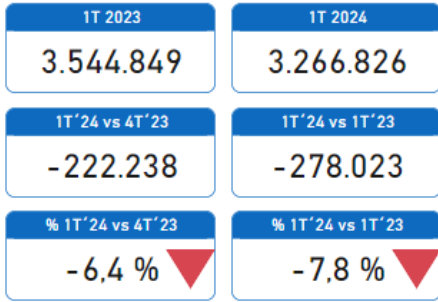 1T 2023
1T 2024
3.544.849
3.266.826
1T´24 vs 4T´23
1T´24 vs 1T´23
-222.238
-278.023
% 1T´24 vs 4T´23
% 1T´24 vs 1T´23
-6,4 %
-7,8 %